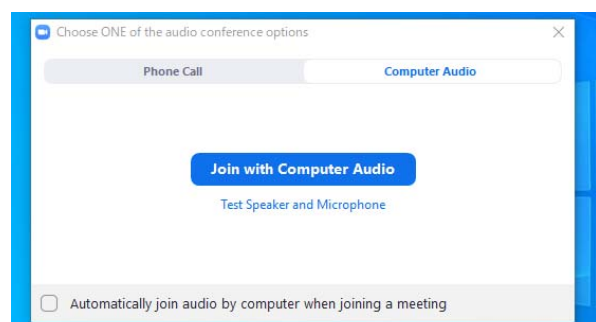 Choose ONE of the audio conference options
Phone Call
Computer Audio
Join with Computer Audio
Test Speaker and Microphone
Automatically join audio by computer when joining a meeting